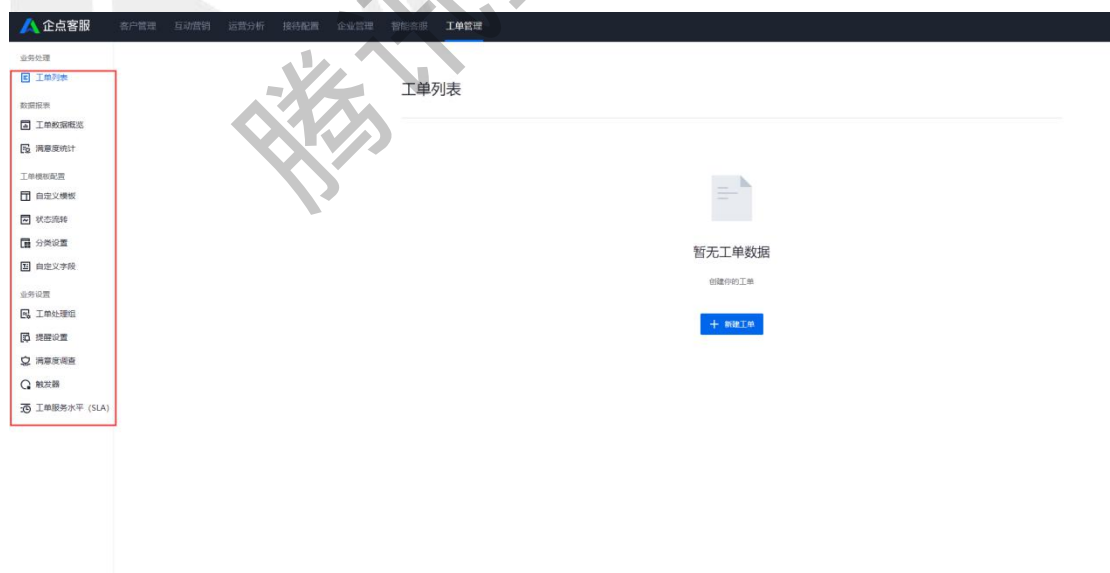 企点客服 客户管理 互动营销 运营分析 接待配置 企业管理 智能客服 工单管理
业务处理
工单列表
数据报表
工单数据概览
满意度统计
工单模板配置
自定义模板
状态流转
分类设置
自定义字段
业务设置
工单处理组
提醒设置
满意度调查
触发器
工单服务水平（SLA）
工单列表
暂无工单数据
创建你的工单
+ 新建工单
腾讯